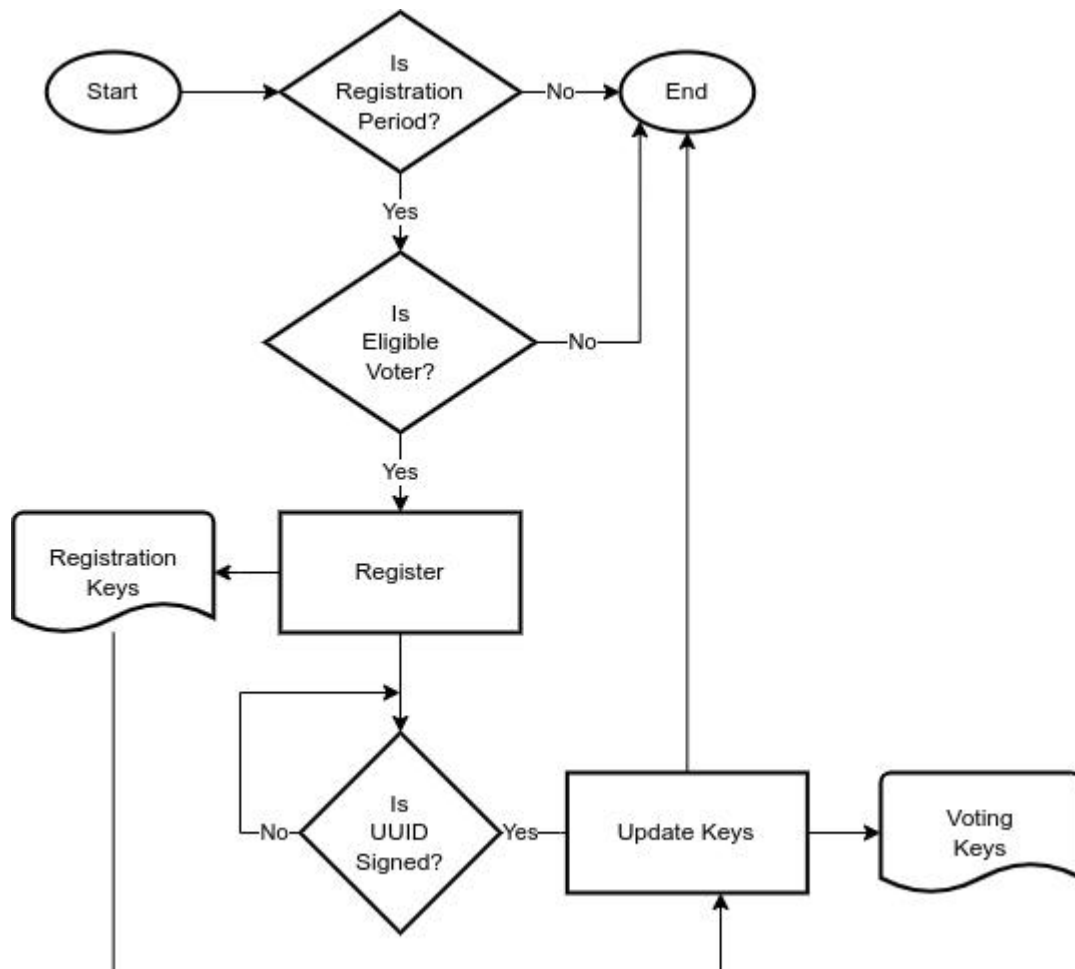 Start
Is
Registration
Period?
No
End
Yes
Is
Eligible
Voter?
No
Yes
Registration
Keys
Register
Is
UUID
Signed?
No
Yes
Update Keys
Voting
Keys